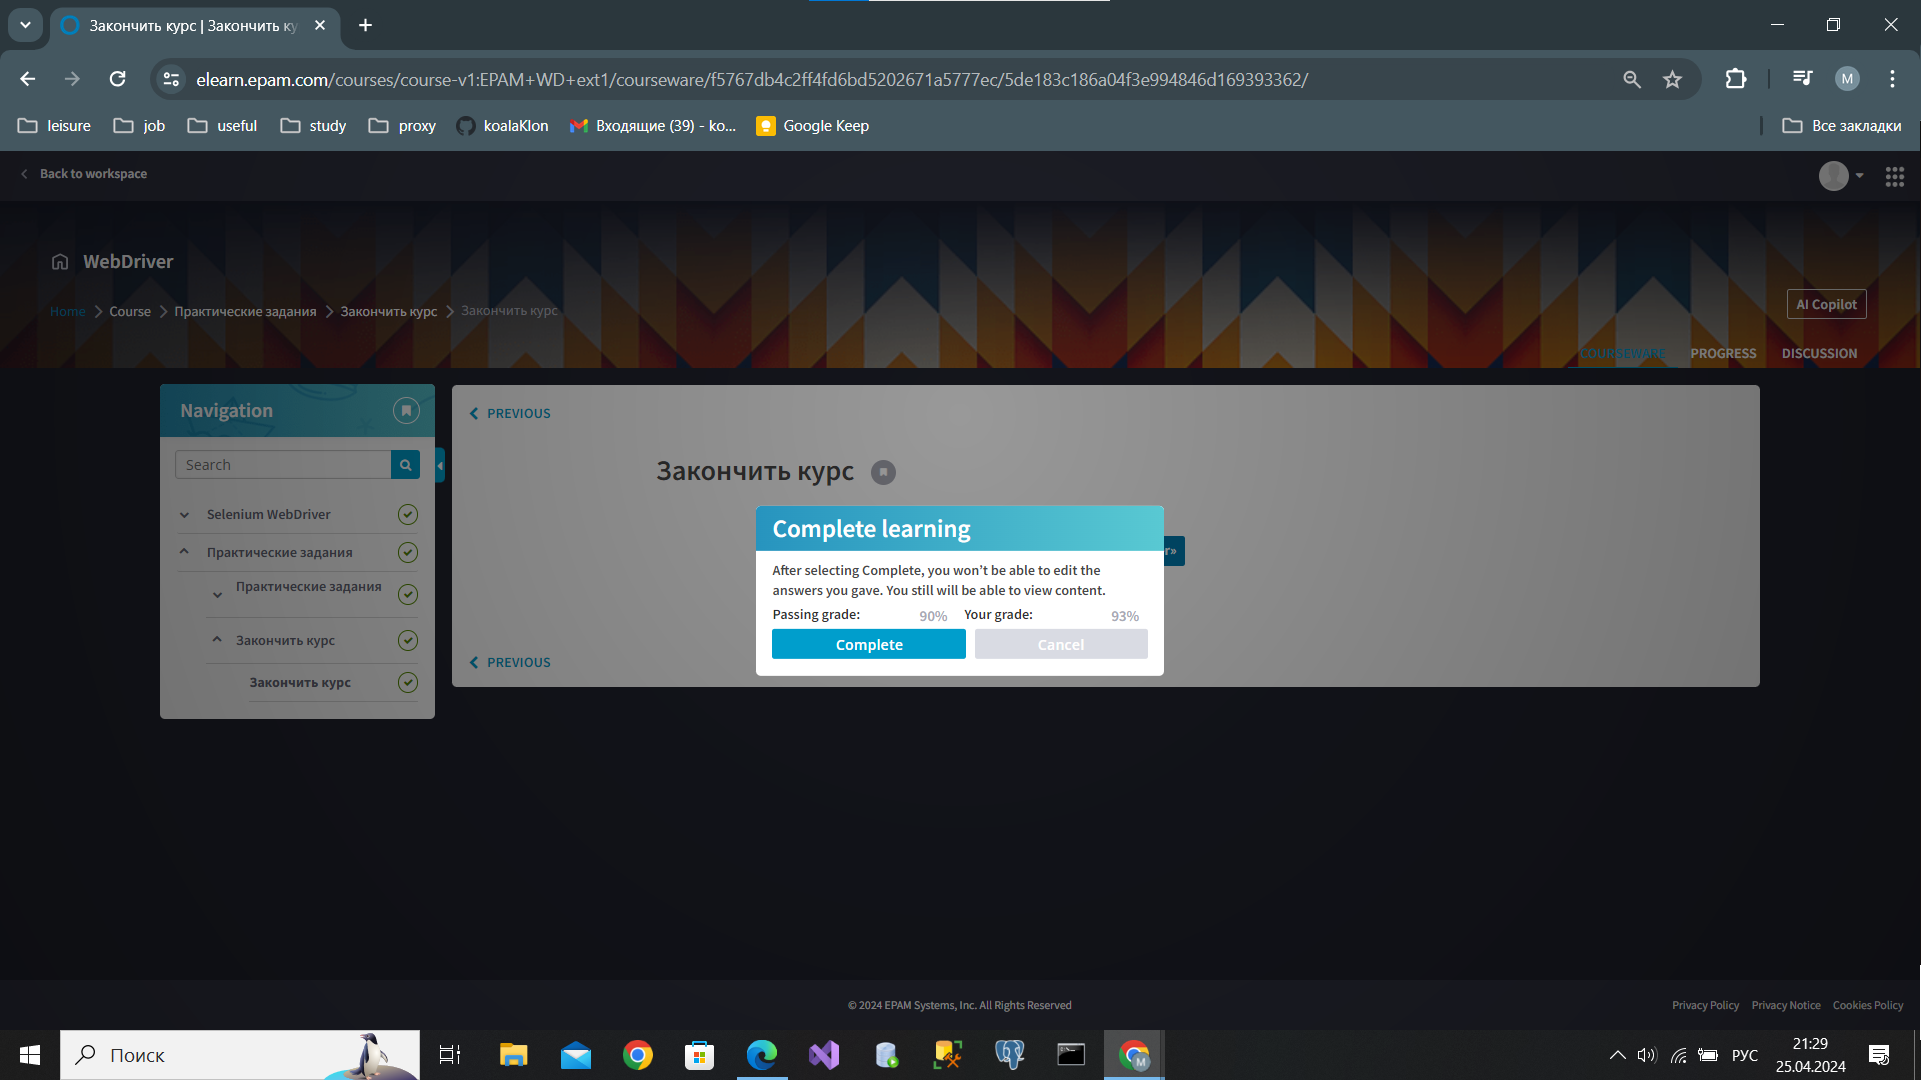 Закончить курс | Закончить ку
elearn.epam.com/courses/course-v1:EPAM+WD+ext1/courseware/f5767db4c2ff4fd6bd5202671a5777ec/5de183c186a04f3e994846d169393362/
M
leisure
job
useful
study
proxy
koalaKlon
Входящие (39) - ko...
Google Keep
Все закладки
Back to workspace
WebDriver
Home
Course
Практические задания
Закончить курс
Закончить курс
AI Copilot
COURSEWARE
PROGRESS
DISCUSSION
Navigation
Search
Selenium WebDriver
Практические задания
Практические задания
Закончить курс
Закончить курс
PREVIOUS
Закончить курс
r»
Complete learning
After selecting Complete, you won't be able to edit the
answers you gave. You still will be able to view content.
Passing grade: 90% Your grade: 93%
Complete
Cancel
PREVIOUS
© 2024 EPAM Systems, Inc. All Rights Reserved
Privacy Policy
Privacy Notice
Cookies Policy
Поиск
M
РУС
21:29
25.04.2024